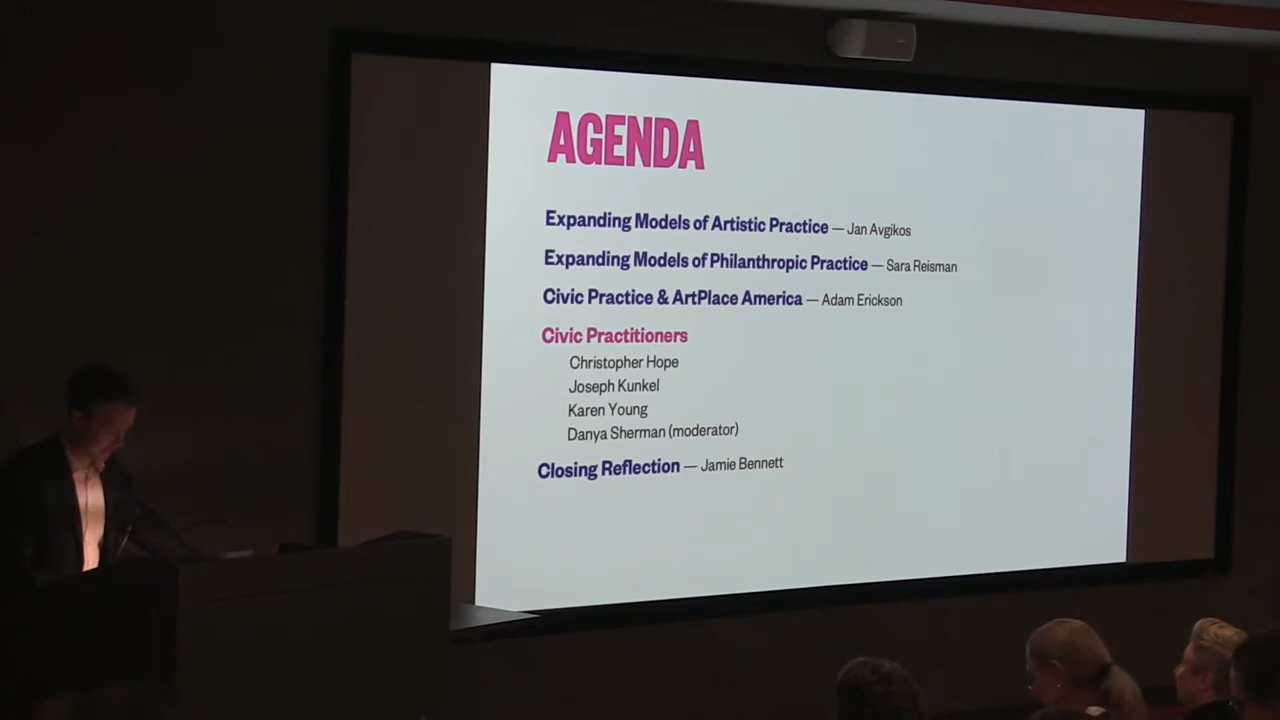 AGENDA
Expanding Models of Artistic Practice — Jan Avgikos
Expanding Models of Philanthropic Practice — Sara Reisman
Civic Practice & ArtPlace America — Adam Erickson
Civic Practitioners
Christopher Hope
Joseph Kunkel
Karen Young
Danya Sherman (moderator)
Closing Reflection — Jamie Bennett